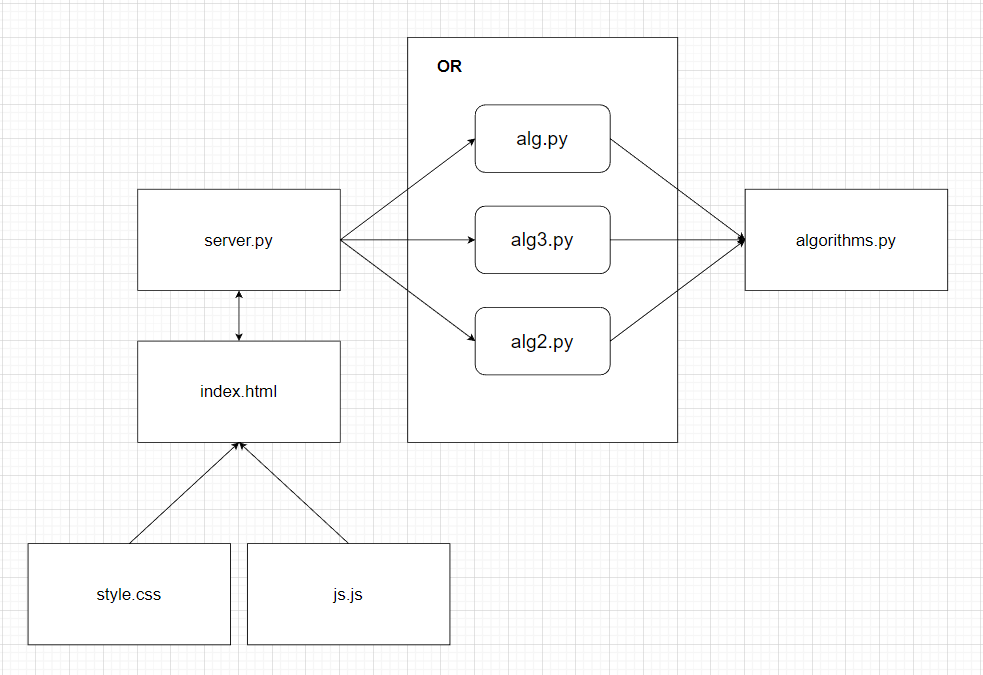 OR
alg.py
server.py
alg3.py
algorithms.py
alg2.py
index.html
style.css
js.js